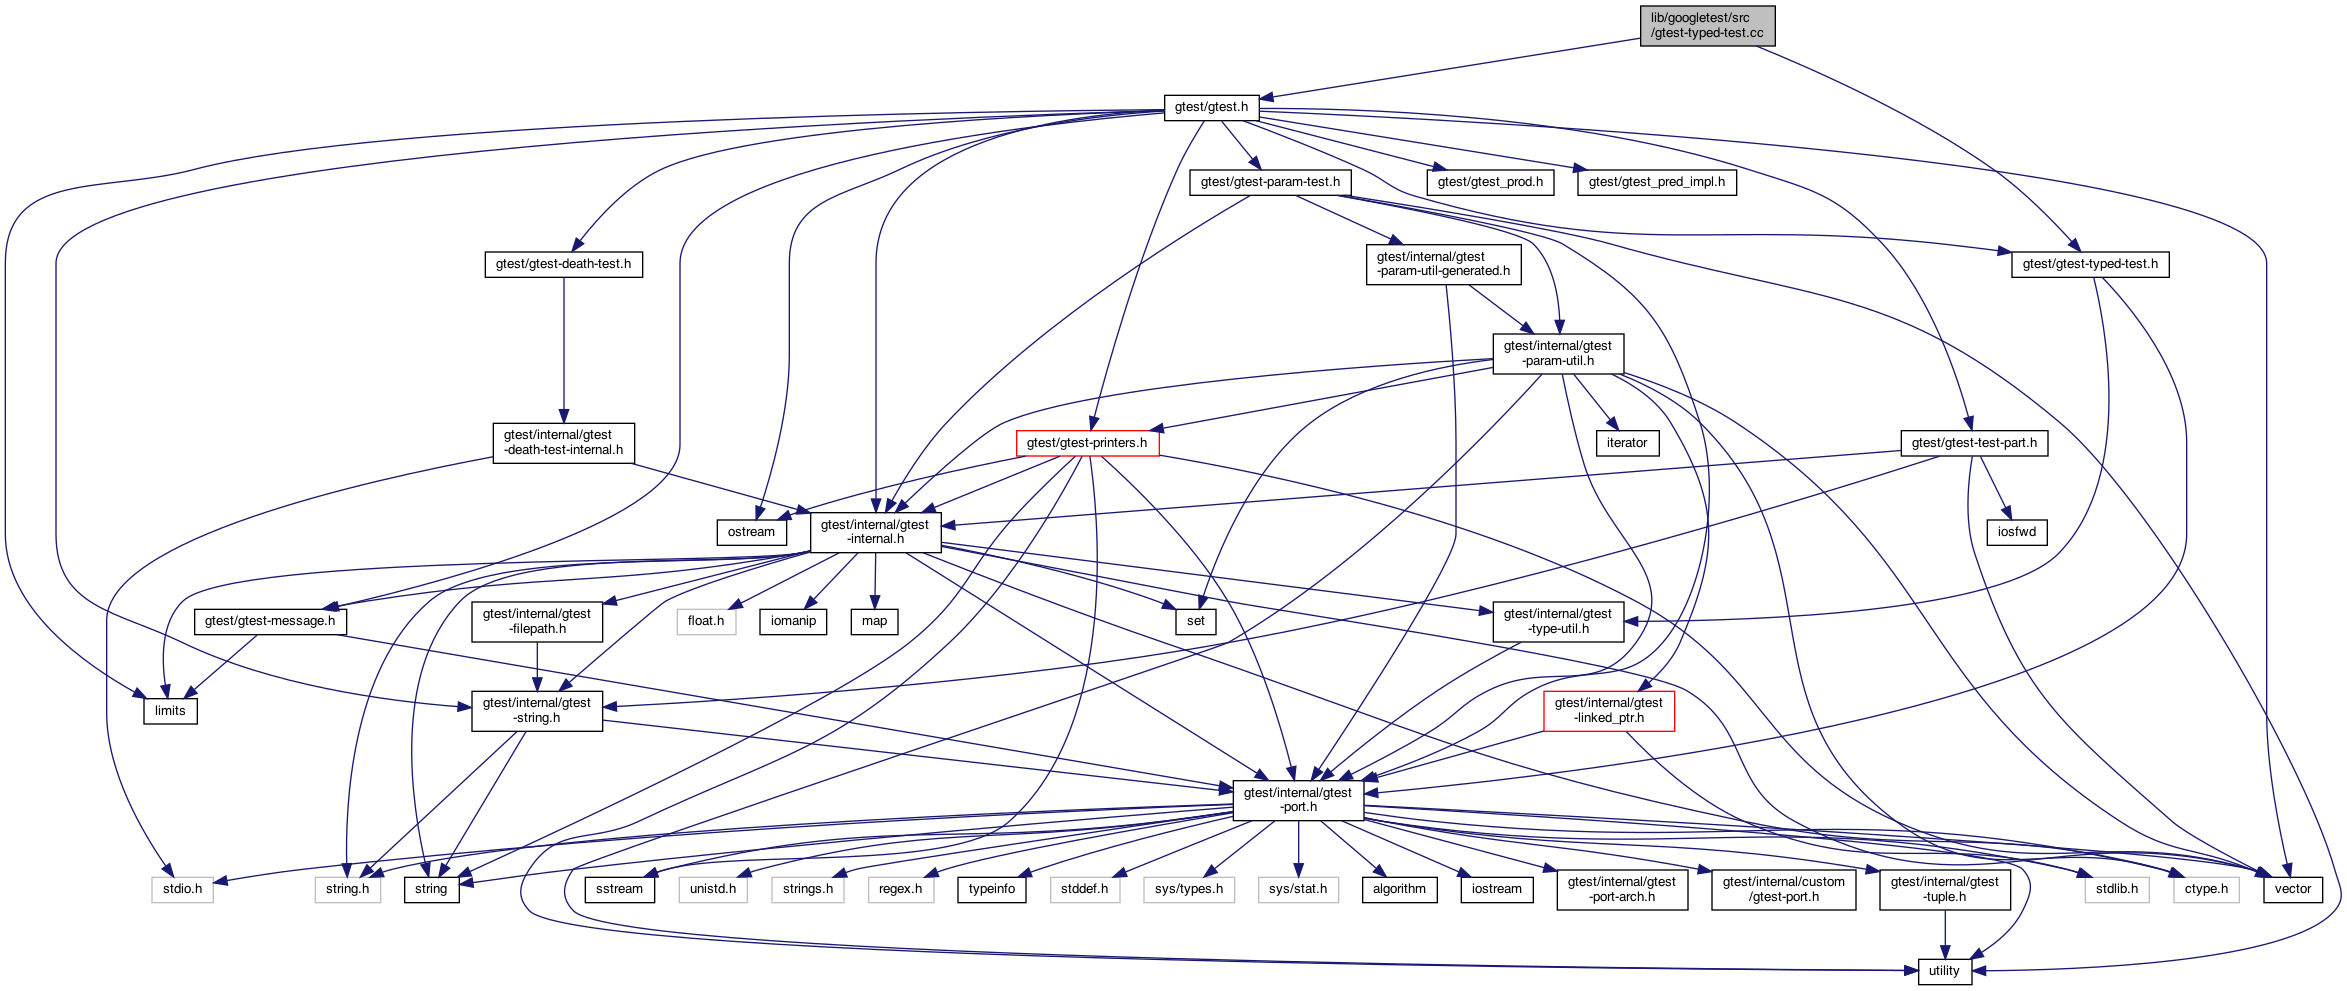 lib/googletest/src
/gtest-typed-test.cc
gtest/gtest.h
gtest/gtest-param-test.h
gtest/gtest_prod.h
gtest/gtest_pred_impl.h
gtest/gtest-death-test.h
gtest/internal/gtest
-param-util-generated.h
gtest/gtest-typed-test.h
gtest/internal/gtest
-param-util.h
gtest/internal/gtest
-death-test-internal.h
gtest/gtest-printers.h
iterator
gtest/gtest-test-part.h
ostream
gtest/internal/gtest
-internal.h
iosfwd
gtest/gtest-message.h
gtest/internal/gtest
-filepath.h
float.h
iomanip
map
set
gtest/internal/gtest
-type-util.h
limits
gtest/internal/gtest
-string.h
gtest/internal/gtest
-linked_ptr.h
gtest/internal/gtest
-port.h
stdio.h
string.h
string
sstream
unistd.h
strings.h
regex.h
typeinfo
stddef.h
sys/types.h
sys/stat.h
algorithm
iostream
gtest/internal/gtest
-port-arch.h
gtest/internal/custom
/gtest-port.h
gtest/internal/gtest
-tuple.h
stdlib.h
ctype.h
vector
utility